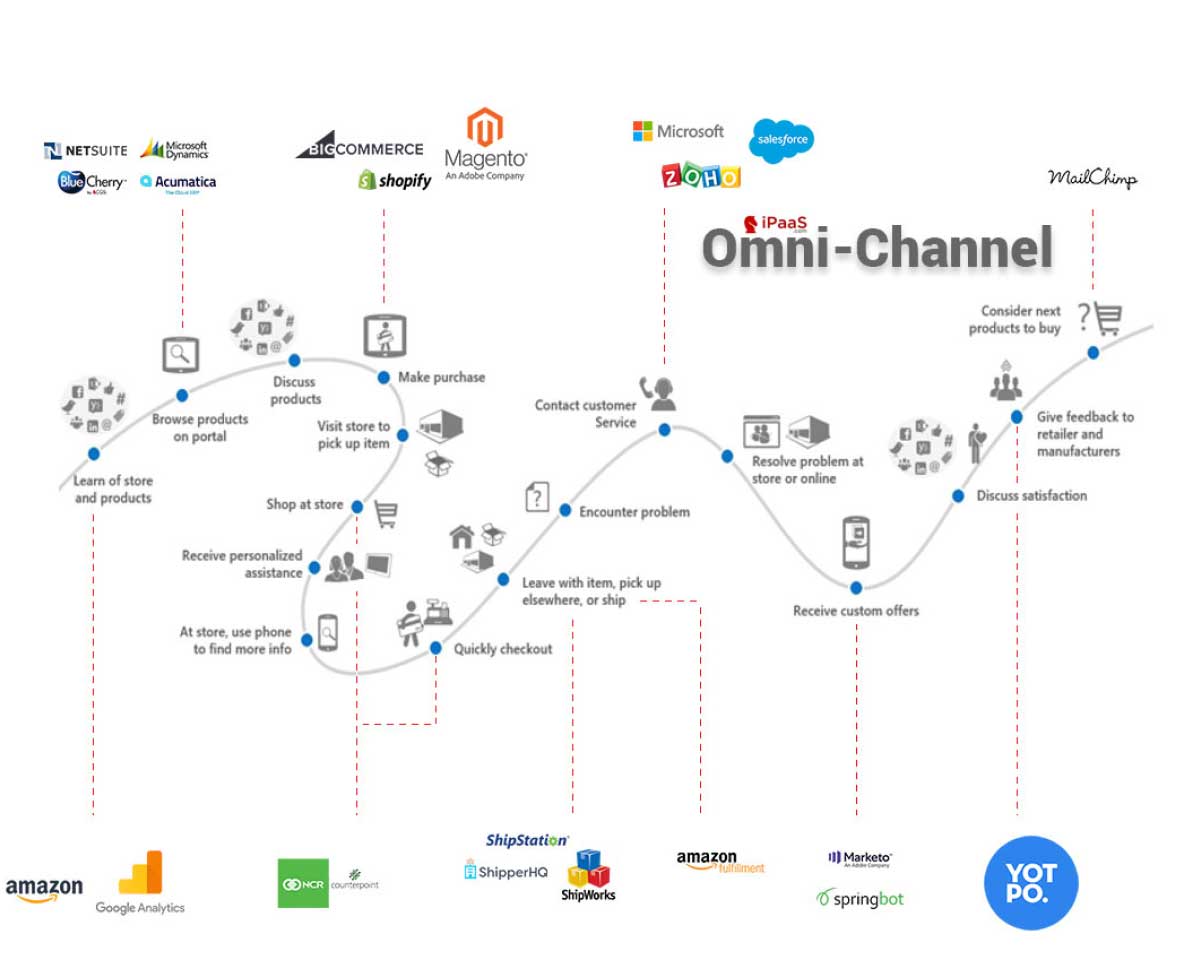 NETSUITE
Microsoft
Dynamics
BlueCherry
by CGS
Acumatica
The Cloud ERP
BIGCOMMERCE
shopify
Magento
An Adobe Company
Microsoft
salesforce
ZOHO
MailChimp
iPaaS
.com
Omni-Channel
Learn of store
and products
Browse products
on portal
Discuss
products
Make purchase
Visit store to
pick up item
Shop at store
Receive personalized
assistance
At store, use phone
to find more info
Quickly checkout
Leave with item, pick up
elsewhere, or ship
Encounter problem
Contact customer
Service
Resolve problem at
store or online
Receive custom offers
Discuss satisfaction
Give feedback to
retailer and
manufacturers
Consider next
products to buy
amazon
Google Analytics
NCR
counterpoint
ShipStation
ShipperHQ
ShipWorks
amazon
fulfillment
Marketo
An Adobe Company
springbot
YOT
PO.